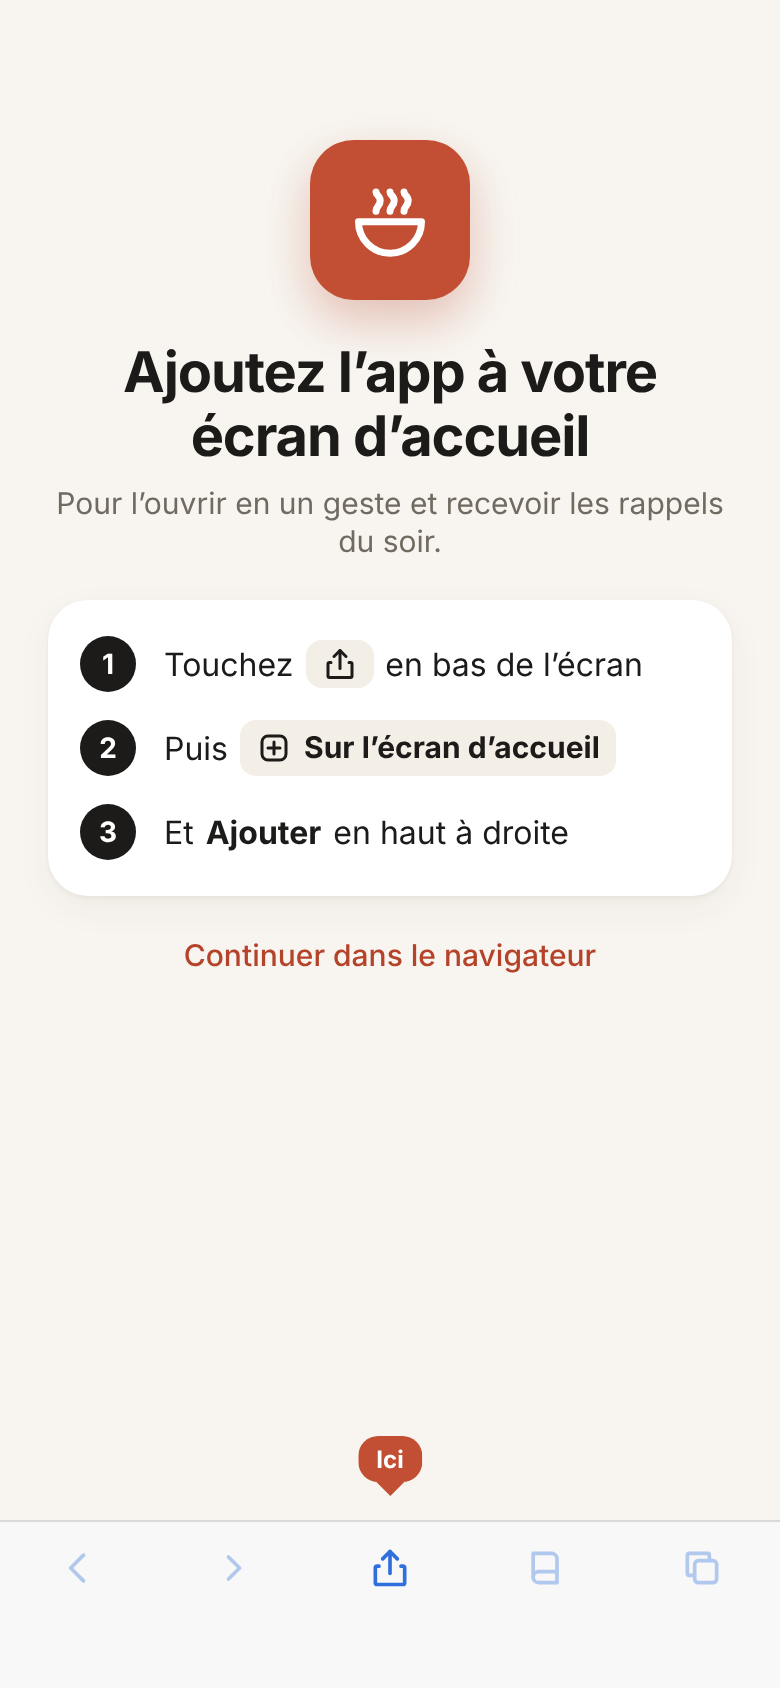 Ajoutez l’app à votre
écran d’accueil
Pour l’ouvrir en un geste et recevoir les rappels
du soir.
1 Touchez en bas de l’écran
2 Puis Sur l’écran d’accueil
3 Et Ajouter en haut à droite
Continuer dans le navigateur
Ici